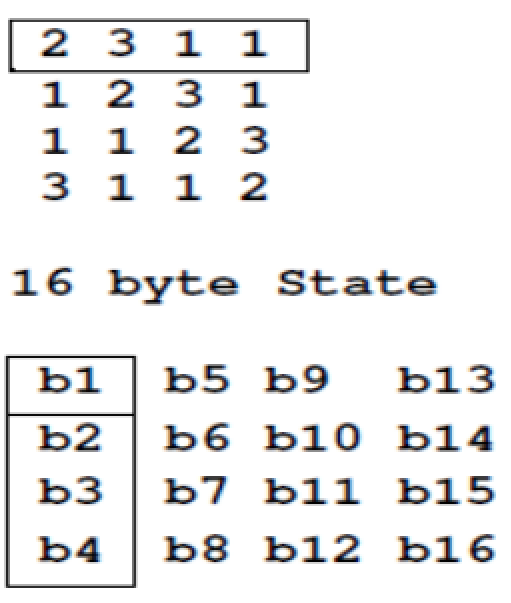 2 3 1 1
1 2 3 1
1 1 2 3
3 1 1 2
16 byte State
b1 b5 b9 b13
b2 b6 b10 b14
b3 b7 b11 b15
b4 b8 b12 b16